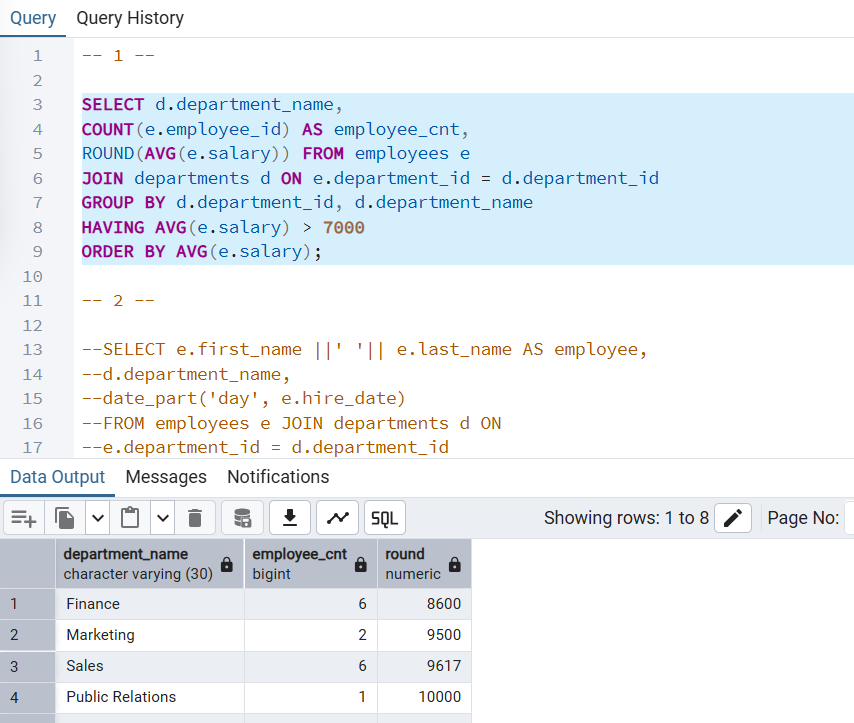 Query Query History
1 -- 1 --
2
3 SELECT d.department_name,
4 COUNT(e.employee_id) AS employee_cnt,
5 ROUND(AVG(e.salary)) FROM employees e
6 JOIN departments d ON e.department_id = d.department_id
7 GROUP BY d.department_id, d.department_name
8 HAVING AVG(e.salary) > 7000
9 ORDER BY AVG(e.salary);
10
11 -- 2 --
12
13 --SELECT e.first_name ||' '|| e.last_name AS employee,
14 --d.department_name,
15 --date_part('day', e.hire_date)
16 --FROM employees e JOIN departments d ON
17 --e.department_id = d.department_id
Data Output Messages Notifications
SQL Showing rows: 1 to 8 Page No:
department_name employee_cnt round
character varying (30) bigint numeric
1 Finance 6 8600
2 Marketing 2 9500
3 Sales 6 9617
4 Public Relations 1 10000